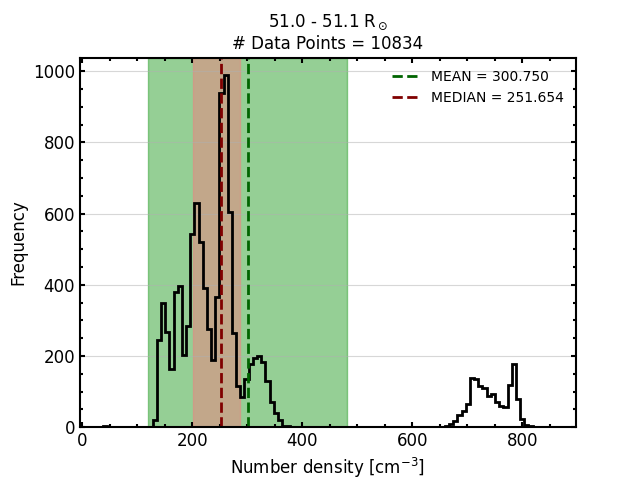 51.0 - 51.1 R⊙
# Data Points = 10834
MEAN = 300.750
MEDIAN = 251.654
Frequency
1000
800
600
400
200
0
0 200 400 600 800
Number density [cm⁻³]